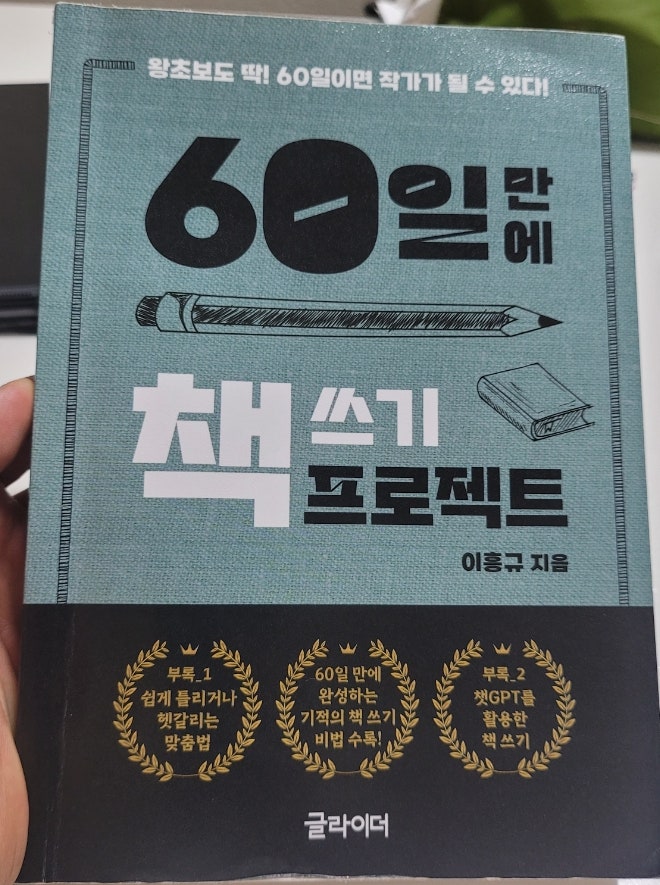 왕초보도 딱! 60일이면 작가가 될 수 있다!
60일만에
책 쓰기
프로젝트
이홍규 지음
부록_1
쉽게 틀리거나
헷갈리는
맞춤법
60일 만에
완성하는
기적의 책 쓰기
비법 수록!
부록_2
챗GPT를
활용한
책 쓰기
글라이더